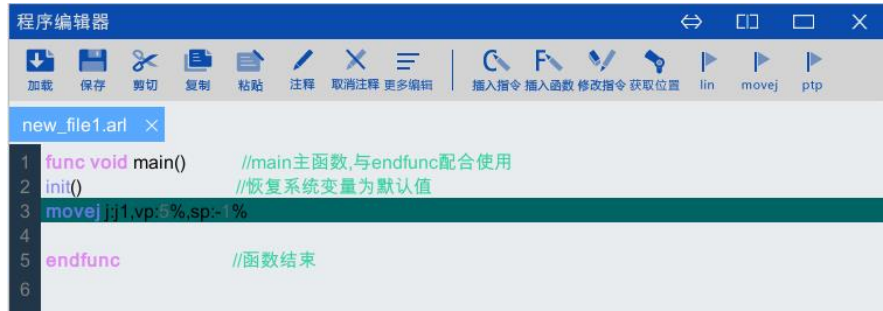 程序编辑器
加载 保存 剪切 复制 粘贴 注释 取消注释 更多编辑 插入指令 插入函数 修改指令 获取位置 lin movej ptp
new_file1.arl
1 func void main() //main主函数,与endfunc配合使用
2 init() //恢复系统变量为默认值
3 movej j:j1,vp:5%,sp:-1%
4
5 endfunc //函数结束
6